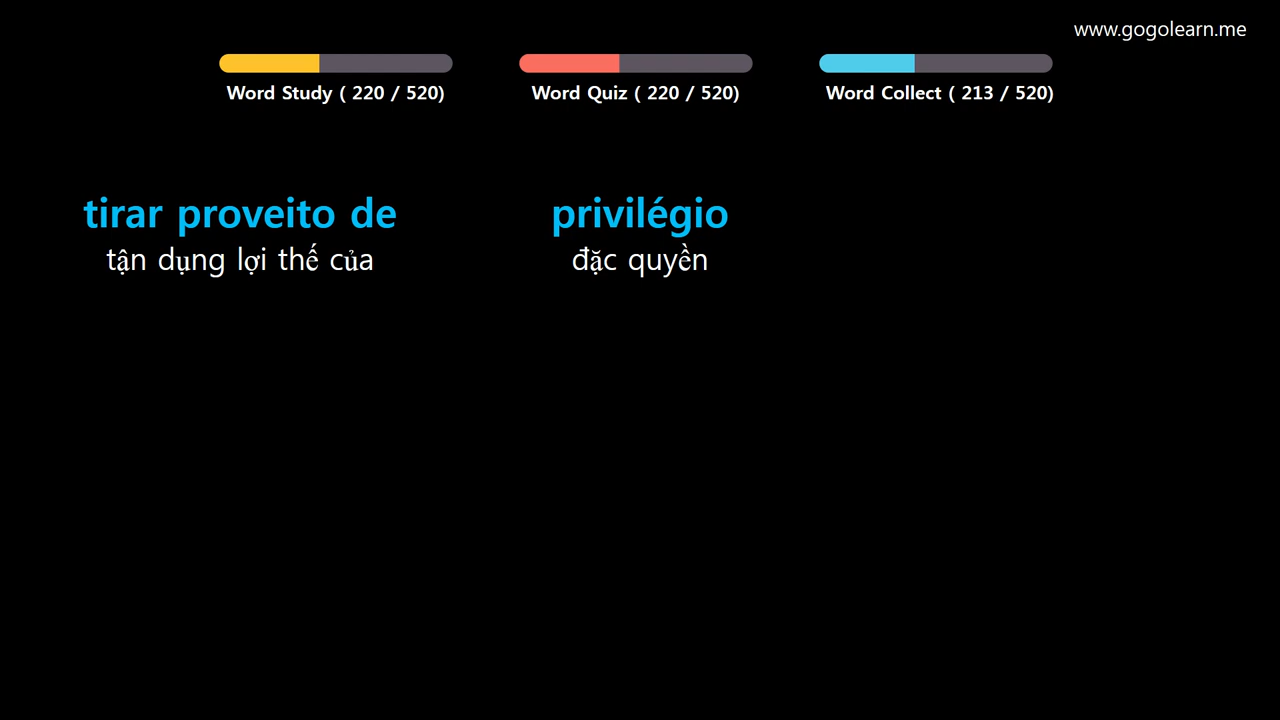 www.gogolearn.me
Word Study ( 220 / 520)
Word Quiz ( 220 / 520)
Word Collect ( 213 / 520)
tirar proveito de
tận dụng lợi thế của
privilégio
đặc quyền